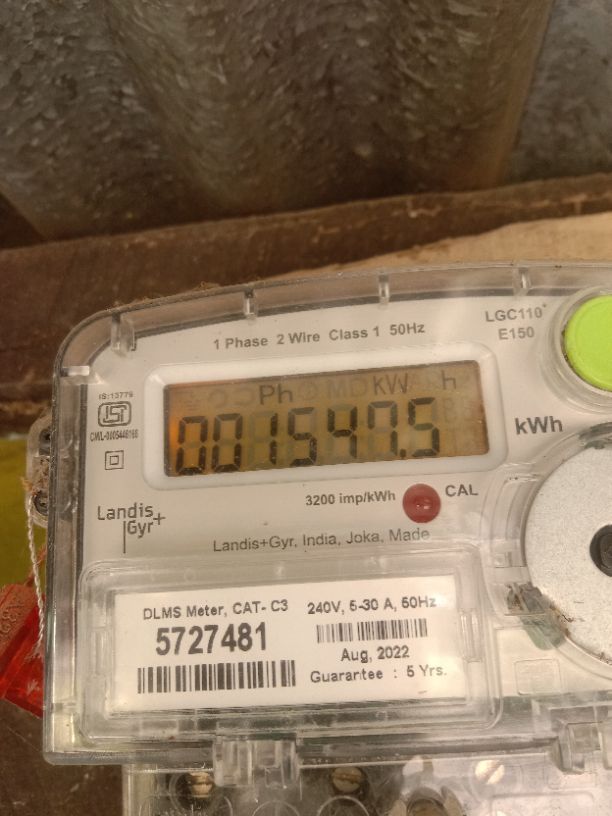 LGC110
E150
1 Phase 2 Wire Class 1 50Hz
IS:13779
Ph MD KW h
001547.5
kWh
3200 imp/kWh
CAL
Landis
Gyr+
Landis+Gyr, India, Joka, Made
DLMS Meter, CAT- C3
240V, 5-30 A, 50Hz
5727481
Aug, 2022
Guarantee : 5 Yrs.